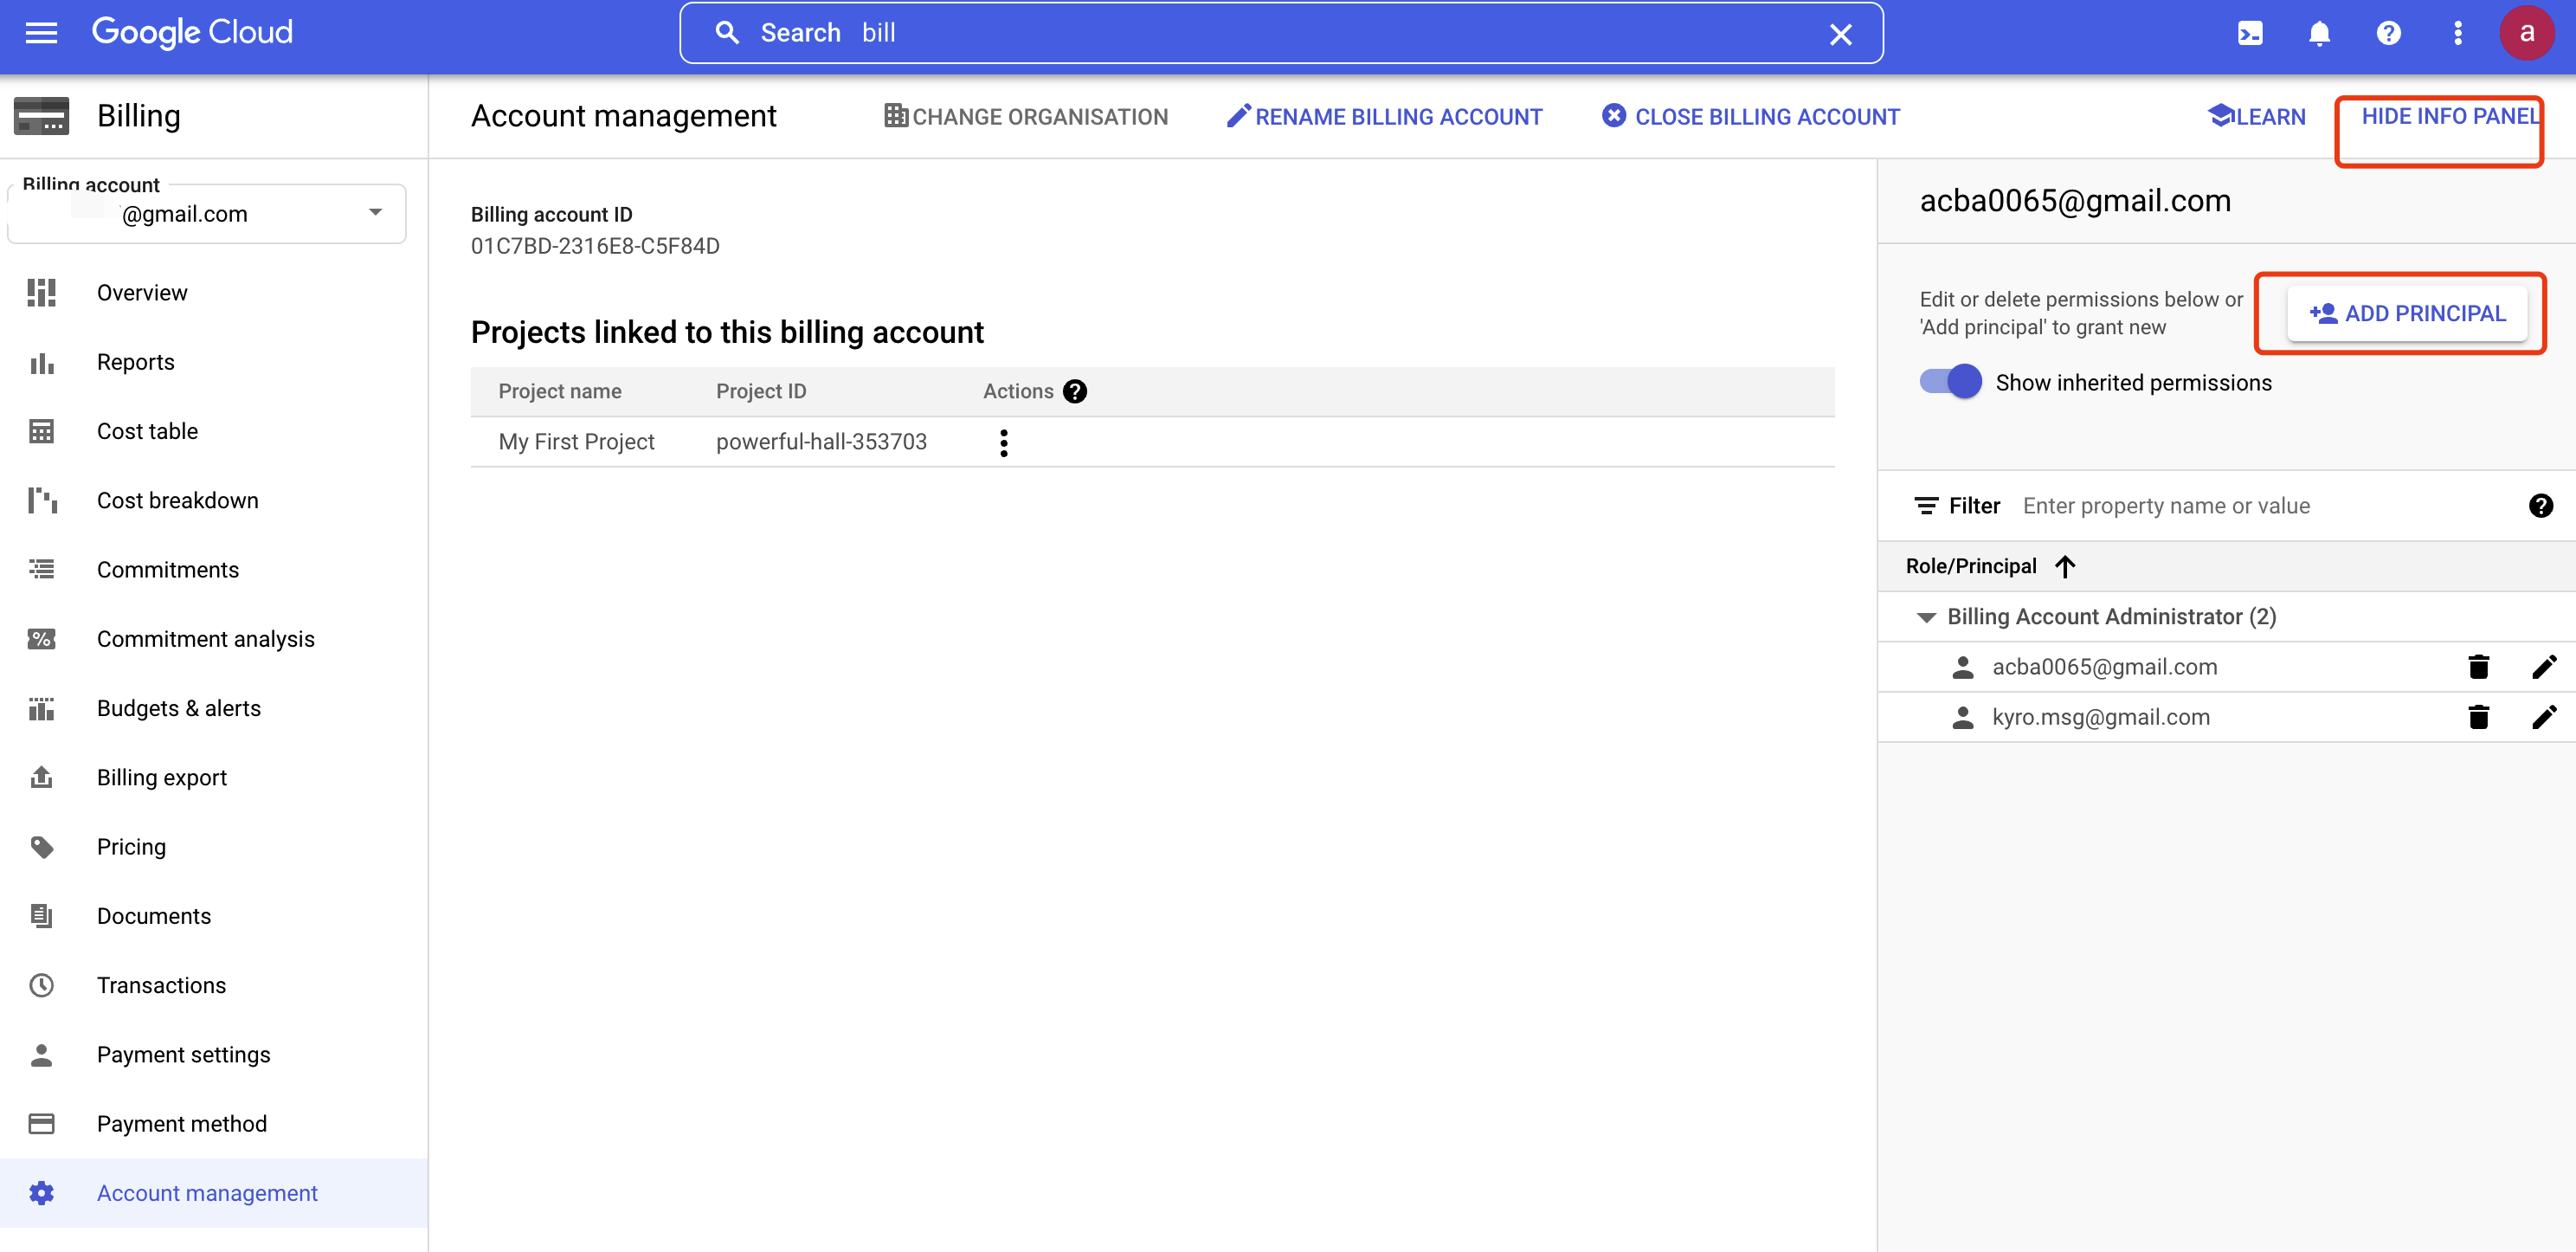 Google Cloud
Search bill
a
Billing
Account management
CHANGE ORGANISATION
RENAME BILLING ACCOUNT
CLOSE BILLING ACCOUNT
LEARN
HIDE INFO PANEL
Billing account
@gmail.com
Overview
Reports
Cost table
Cost breakdown
Commitments
Commitment analysis
Budgets & alerts
Billing export
Pricing
Documents
Transactions
Payment settings
Payment method
Account management
Billing account ID
01C7BD-2316E8-C5F84D
Projects linked to this billing account
Project name Project ID Actions
My First Project powerful-hall-353703
acba0065@gmail.com
Edit or delete permissions below or
'Add principal' to grant new
ADD PRINCIPAL
Show inherited permissions
Filter Enter property name or value
Role/Principal
Billing Account Administrator (2)
acba0065@gmail.com
kyro.msg@gmail.com